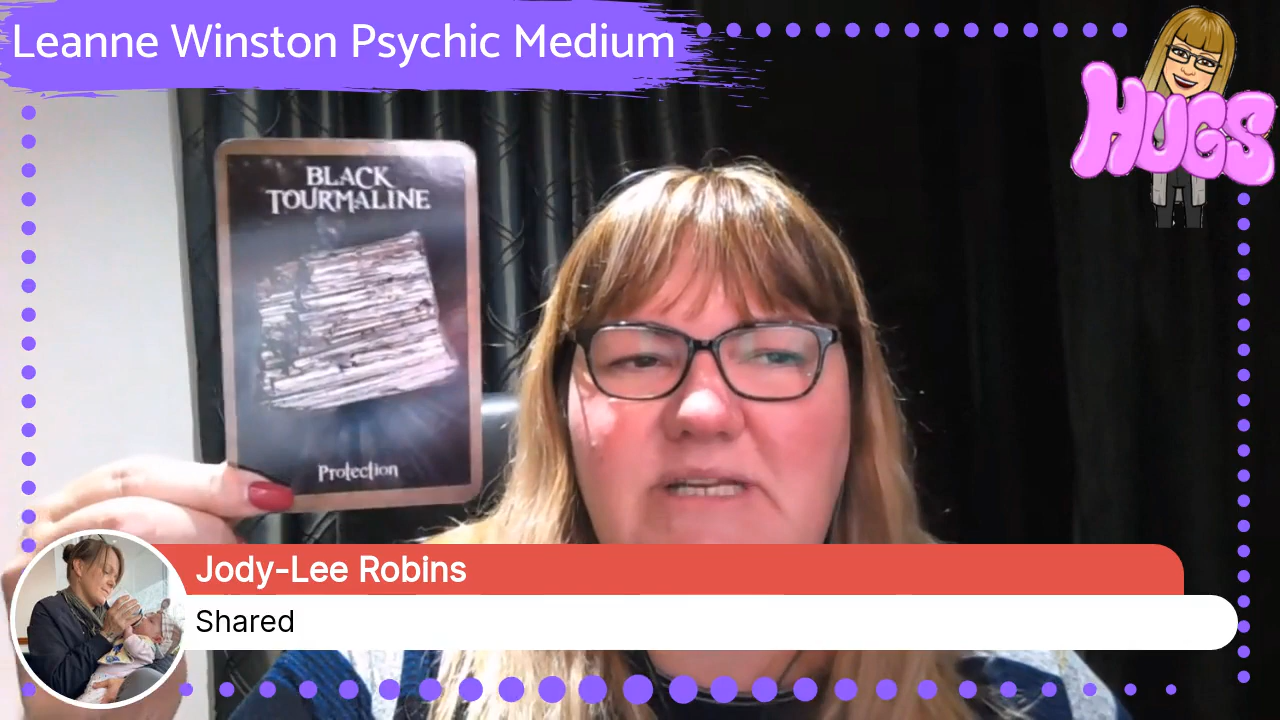 Leanne Winston Psychic Medium
HUGS
BLACK
TOURMALINE
Protection
Jody-Lee Robins
Shared